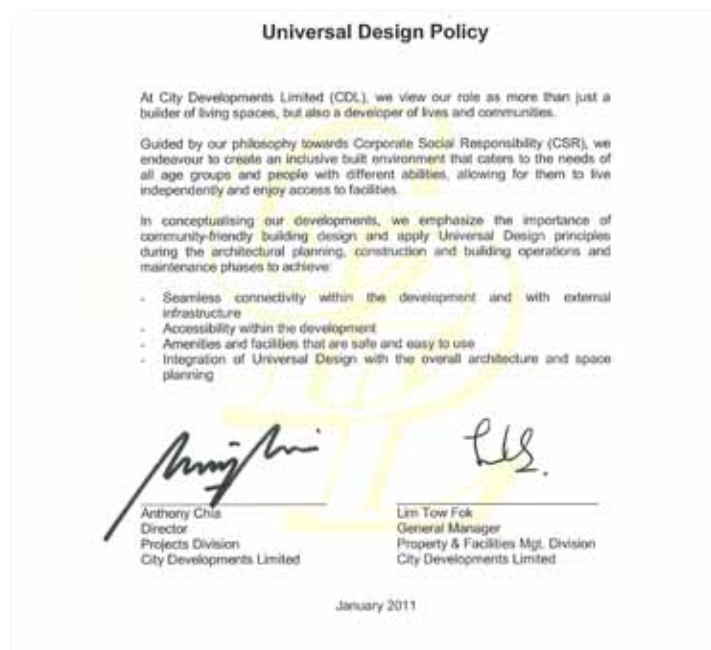 Universal Design Policy
At City Developments Limited (CDL), we view our role as more than just a
builder of living spaces, but also a developer of lives and communities.
Guided by our philosophy towards Corporate Social Responsibility (CSR), we
endeavour to create an inclusive built environment that caters to the needs of
all age groups and people with different abilities, allowing for them to live
independently and enjoy access to facilities.
In conceptualising our developments, we emphasize the importance of
community-friendly building design and apply Universal Design principles
during the architectural planning, construction and building operations and
maintenance phases to achieve:
- Seamless connectivity within the development and with external
infrastructure
- Accessibility within the development
- Amenities and facilities that are safe and easy to use
- Integration of Universal Design with the overall architecture and space
planning
Anthony Chia
Director
Projects Division
City Developments Limited
Lim Tow Fok
General Manager
Property & Facilities Mgt. Division
City Developments Limited
January 2011